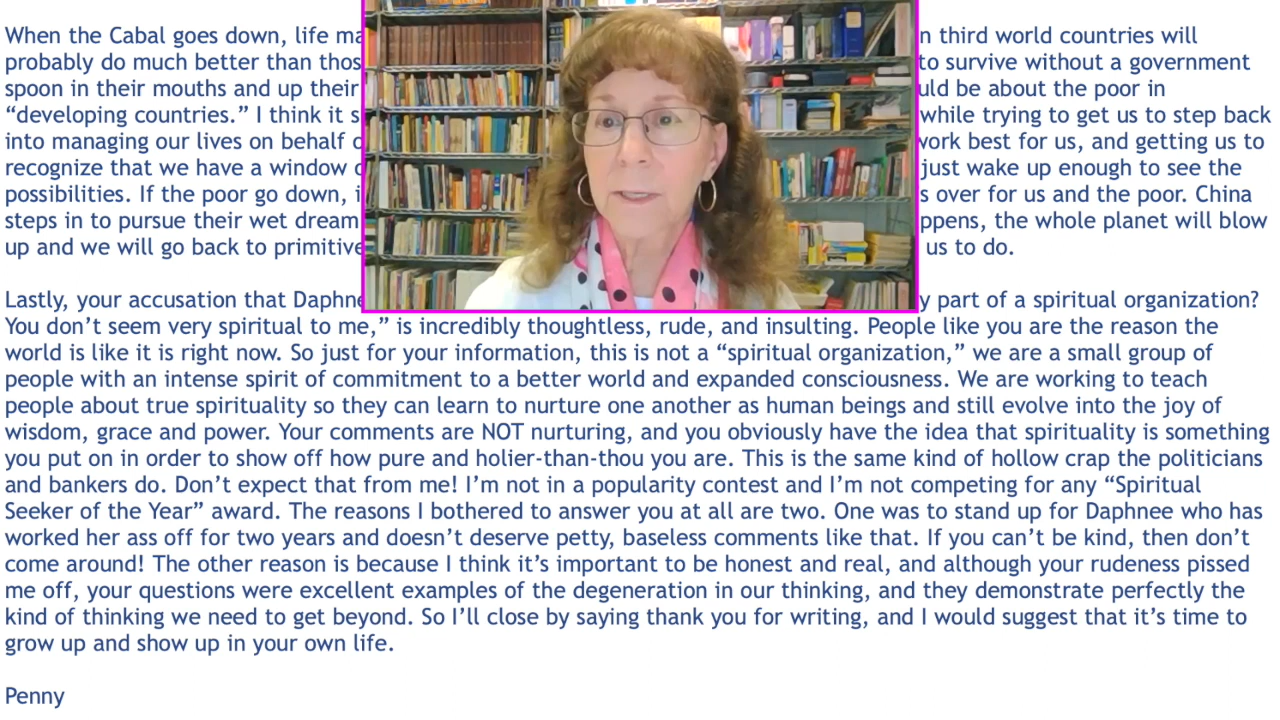 When the Cabal goes down, life n third world countries will
probably do much better than to survive without a government
spoon in their mouths and up their be about the poor in
“developing countries.” I think it while trying to get us to step back
into managing our lives on behalf work best for us, and getting us to
recognize that we have a window just wake up enough to see the
possibilities. If the poor go down, over for us and the poor. China
steps in to pursue their wet dream the whole planet will blow
up and we will go back to primitive us to do.
Lastly, your accusation that part of a spiritual organization?
You don’t seem very spiritual to me,” is incredibly thoughtless, rude, and insulting. People like you are the reason the
world is like it is right now. So just for your information, this is not a “spiritual organization,” we are a small group of
people with an intense spirit of commitment to a better world and expanded consciousness. We are working to teach
people about true spirituality so they can learn to nurture one another as human beings and still evolve into the joy of
wisdom, grace and power. Your comments are NOT nurturing, and you obviously have the idea that spirituality is something
you put on in order to show off how pure and holier-than-thou you are. This is the same kind of hollow crap the politicians
and bankers do. Don’t expect that from me! I’m not in a popularity contest and I’m not competing for any “Spiritual
Seeker of the Year” award. The reasons I bothered to answer you at all are two. One was to stand up for Daphnee who has
worked her ass off for two years and doesn’t deserve petty, baseless comments like that. If you can’t be kind, then don’t
come around! The other reason is because I think it’s important to be honest and real, and although your rudeness pissed
me off, your questions were excellent examples of the degeneration in our thinking, and they demonstrate perfectly the
kind of thinking we need to get beyond. So I’ll close by saying thank you for writing, and I would suggest that it’s time to
grow up and show up in your own life.
Penny